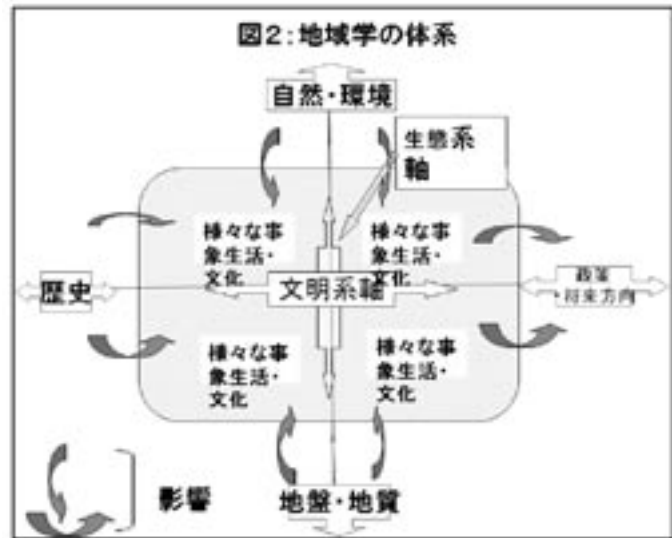 図2:地域学の体系
自然・環境
生態系
軸
様々な事
象生活・
文化
様々な事
象生活・
文化
歴史
文明系軸
政策
・将来方向
様々な事
象生活・
文化
様々な事
象生活・
文化
影響
地盤・地質